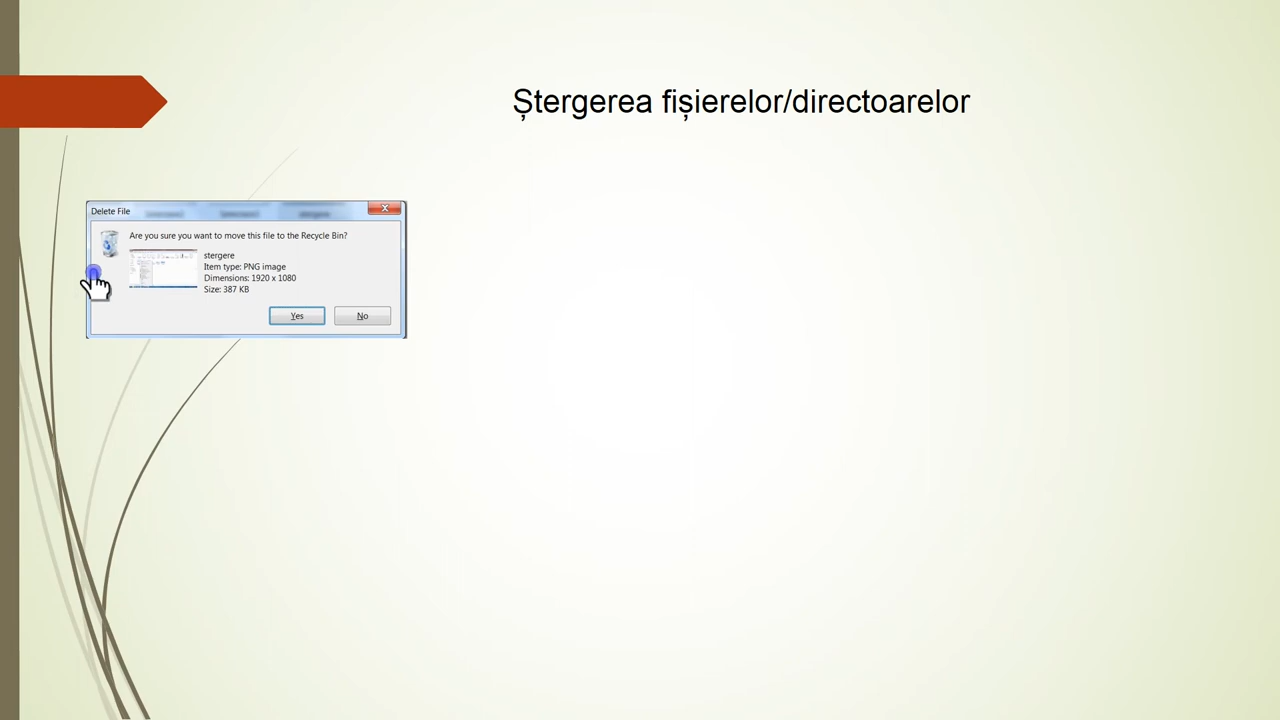 Ștergerea fișierelor/directoarelor
Delete File
Are you sure you want to move this file to the Recycle Bin?
stergere
Item type: PNG image
Dimensions: 1920 x 1080
Size: 387 KB
Yes No